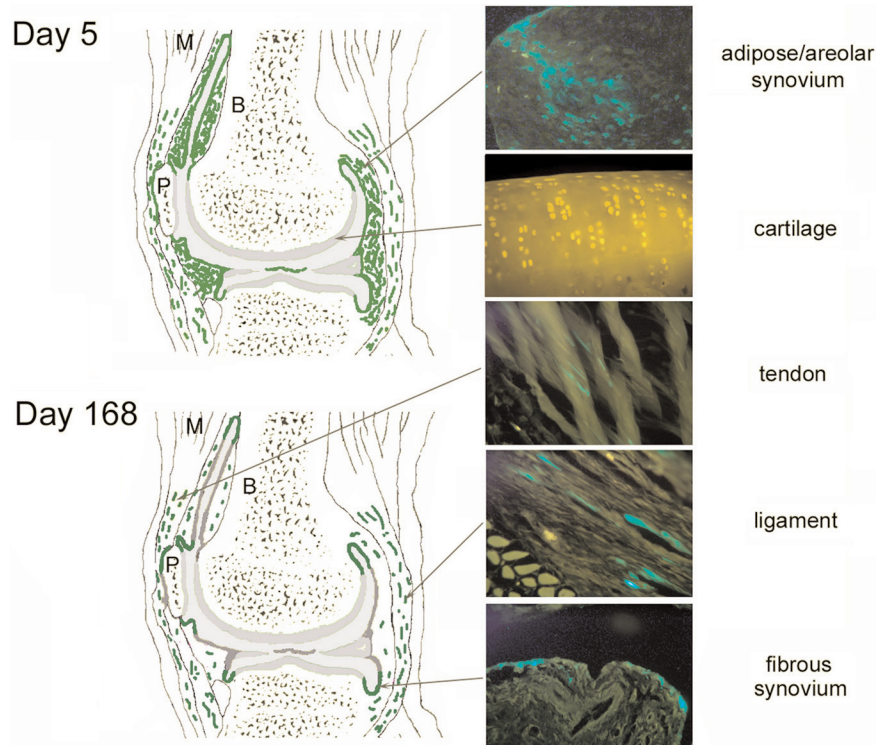 Day 5
M
B
P
adipose/areolar
synovium
cartilage
tendon
Day 168
M
B
P
ligament
fibrous
synovium